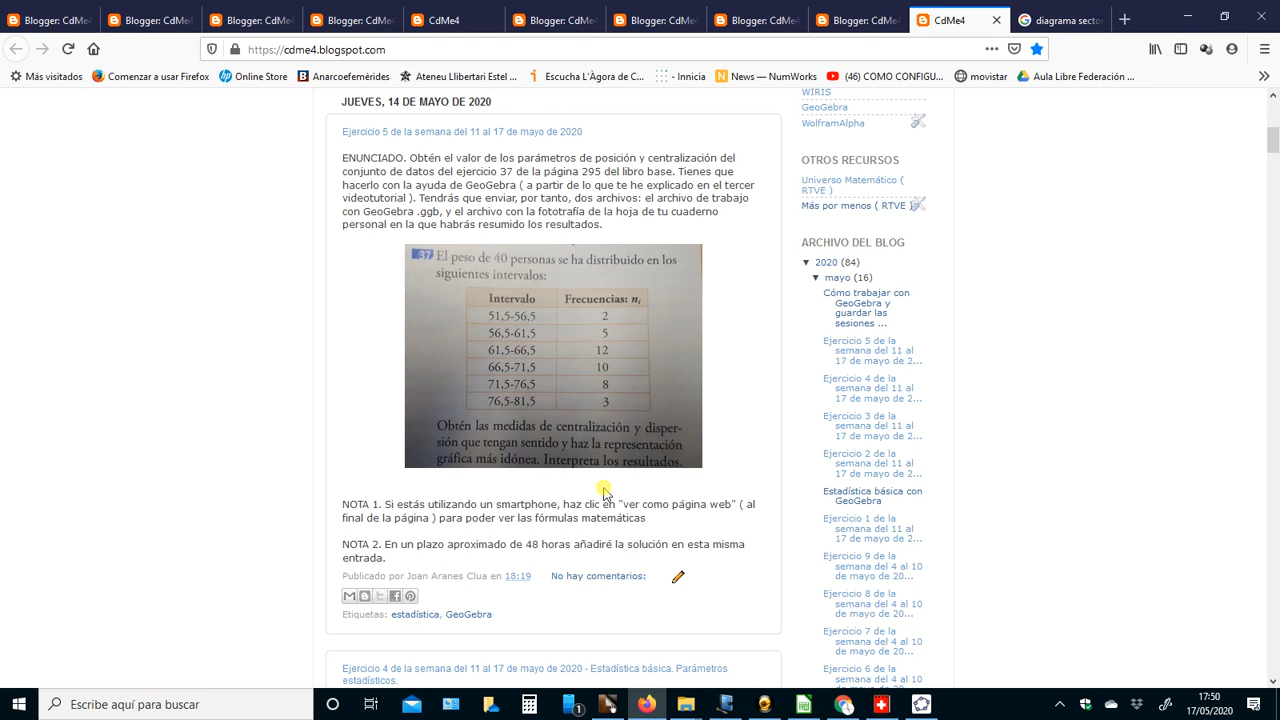 Blogger: CdMe
Blogger: CdMe4
Blogger: CdMe4
Blogger: CdMe4
CdMe4
Blogger: CdMe4
Blogger: CdMe4
Blogger: CdMe4
Blogger: CdMe
CdMe4
diagrama sector
https://cdme4.blogspot.com
Más visitados
Comenzar a usar Firefox
Online Store
Anarcoefemèrides
Ateneu Llibertari Estel ...
Escucha L'Àgora de C...
- Innicia
News — NumWorks
(46) COMO CONFIGU...
movistar
Aula Libre Federación ...
JUEVES, 14 DE MAYO DE 2020
Ejercicio 5 de la semana del 11 al 17 de mayo de 2020
ENUNCIADO. Obtén el valor de los parámetros de posición y centralización del
conjunto de datos del ejercicio 37 de la página 295 del libro base. Tienes que
hacerlo con la ayuda de GeoGebra ( a partir de lo que te he explicado en el tercer
videotutorial ). Tendrás que enviar, por tanto, dos archivos: el archivo de trabajo
con GeoGebra .ggb, y el archivo con la fototrafía de la hoja de tu cuaderno
personal en la que habrás resumido los resultados.
37 El peso de 40 personas se ha distribuido en los
siguientes intervalos:
Intervalo Frecuencias: ni
51,5-56,5 2
56,5-61,5 5
61,5-66,5 12
66,5-71,5 10
71,5-76,5 8
76,5-81,5 3
Obtén las medidas de centralización y disper-
sión que tengan sentido y haz la representación
gráfica más idónea. Interpreta los resultados.
NOTA 1. Si estás utilizando un smartphone, haz clic en "ver como página web" ( al
final de la página ) para poder ver las fórmulas matemáticas
NOTA 2. En un plazo aproximado de 48 horas añadiré la solución en esta misma
entrada.
Publicado por Joan Aranes Clua en 18:19 No hay comentarios:
Etiquetas: estadística, GeoGebra
Ejercicio 4 de la semana del 11 al 17 de mayo de 2020 - Estadística básica. Parámetros
estadísticos.
WIRIS
GeoGebra
WolframAlpha
OTROS RECURSOS
Universo Matemático (
RTVE )
Más por menos ( RTVE )
ARCHIVO DEL BLOG
▼ 2020 (84)
▼ mayo (16)
Cómo trabajar con
GeoGebra y
guardar las
sesiones ...
Ejercicio 5 de la
semana del 11 al
17 de mayo de 2...
Ejercicio 4 de la
semana del 11 al
17 de mayo de 2...
Ejercicio 3 de la
semana del 11 al
17 de mayo de 2...
Ejercicio 2 de la
semana del 11 al
17 de mayo de 2...
Estadística básica con
GeoGebra
Ejercicio 1 de la
semana del 11 al
17 de mayo de 2...
Ejercicio 9 de la
semana del 4 al 10
de mayo de 20...
Ejercicio 8 de la
semana del 4 al 10
de mayo de 20...
Ejercicio 7 de la
semana del 4 al 10
de mayo de 20...
Ejercicio 6 de la
semana del 4 al 10
Escribe aquí para buscar
17:50
17/05/2020